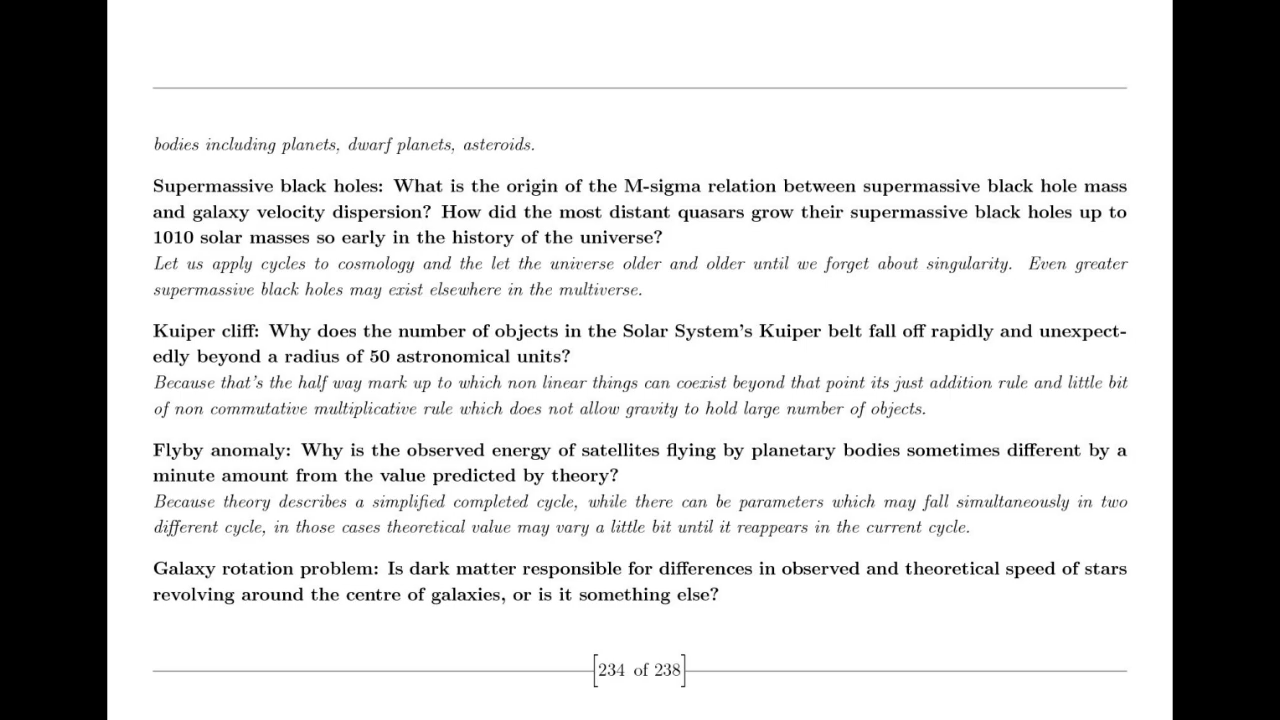 bodies including planets, dwarf planets, asteroids.
Supermassive black holes: What is the origin of the M-sigma relation between supermassive black hole mass
and galaxy velocity dispersion? How did the most distant quasars grow their supermassive black holes up to
1010 solar masses so early in the history of the universe?
Let us apply cycles to cosmology and the let the universe older and older until we forget about singularity. Even greater
supermassive black holes may exist elsewhere in the multiverse.
Kuiper cliff: Why does the number of objects in the Solar System's Kuiper belt fall off rapidly and unexpect-
edly beyond a radius of 50 astronomical units?
Because that's the half way mark up to which non linear things can coexist beyond that point its just addition rule and little bit
of non commutative multiplicative rule which does not allow gravity to hold large number of objects.
Flyby anomaly: Why is the observed energy of satellites flying by planetary bodies sometimes different by a
minute amount from the value predicted by theory?
Because theory describes a simplified completed cycle, while there can be parameters which may fall simultaneously in two
different cycle, in those cases theoretical value may vary a little bit until it reappears in the current cycle.
Galaxy rotation problem: Is dark matter responsible for differences in observed and theoretical speed of stars
revolving around the centre of galaxies, or is it something else?
[234 of 238]